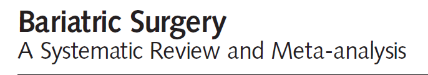 Bariatric Surgery
A Systematic Review and Meta-analysis